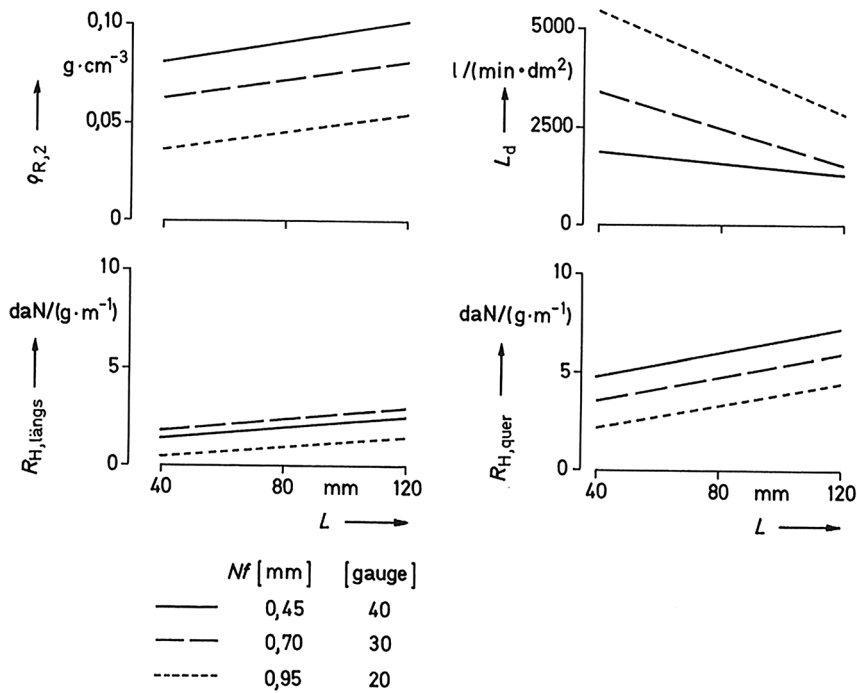 0,10
g·cm⁻³
0,05
ρR,2
0
5000
l/(min·dm²)
2500
Ld
0
10
daN/(g·m⁻¹)
5
RH,längs
0
40 80 mm 120
L
10
daN/(g·m⁻¹)
5
RH,quer
0
40 80 mm 120
L
Nf [mm] [gauge]
0,45 40
0,70 30
0,95 20